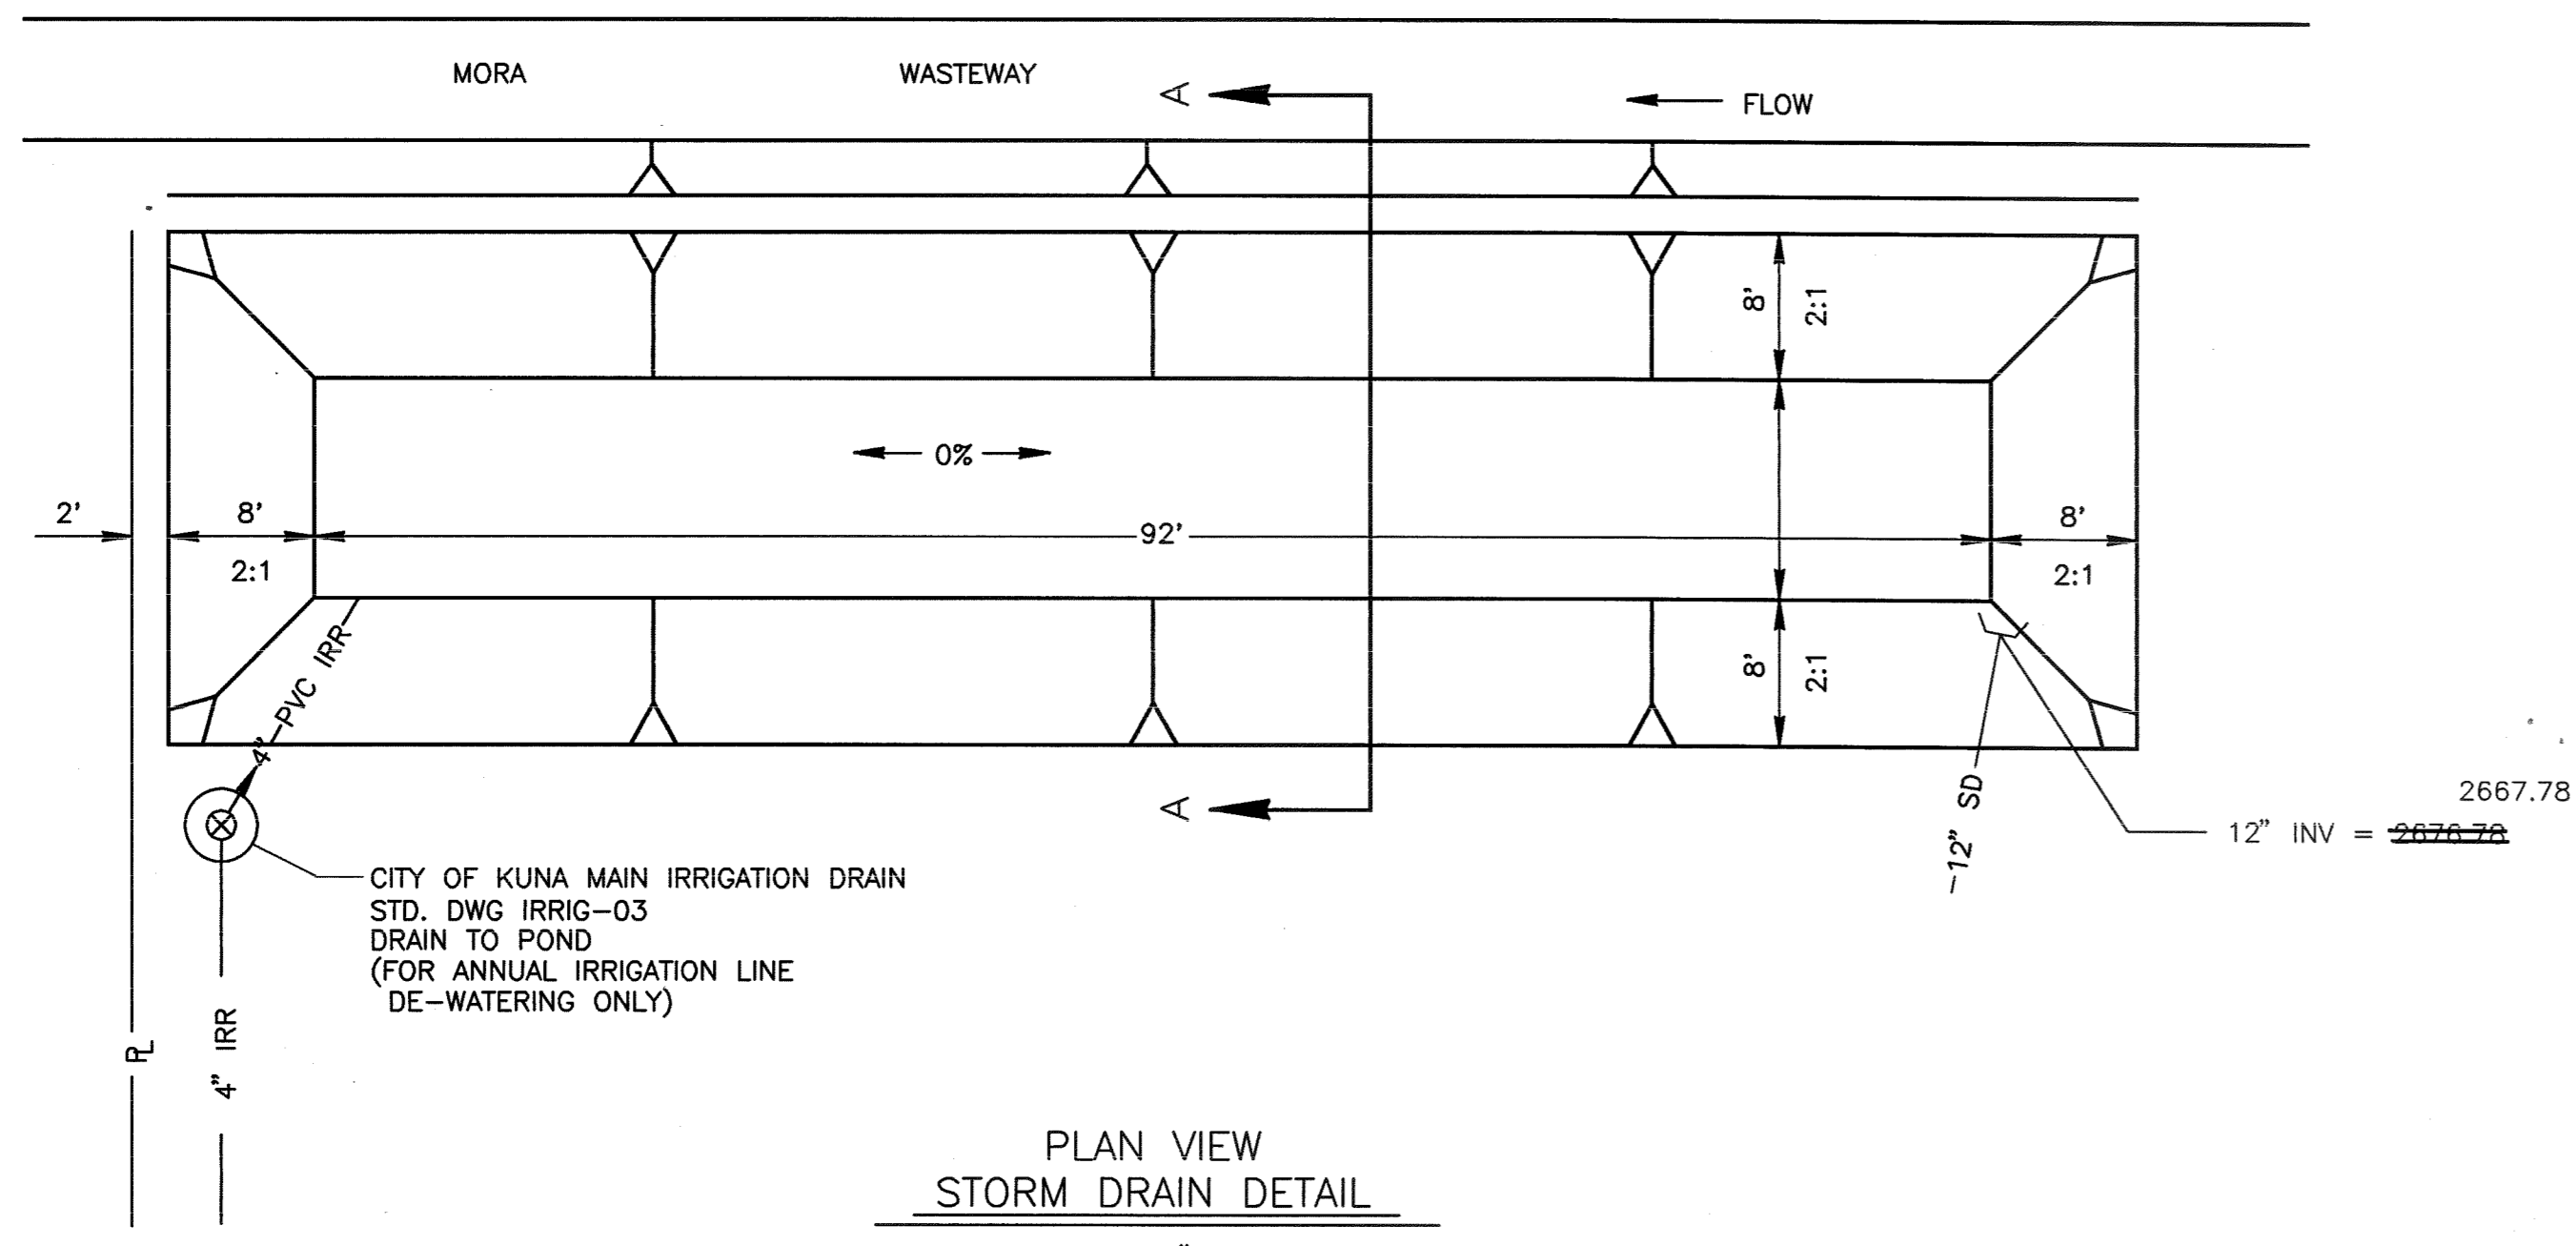 MORA WASTEWAY
A
FLOW
8'
2:1
0%
2'
8'
2:1
92'
8'
2:1
4" PVC IRR
8'
2:1
A
12" SD
2667.78
12" INV = 2676.78
CITY OF KUNA MAIN IRRIGATION DRAIN
STD. DWG IRRIG-03
DRAIN TO POND
(FOR ANNUAL IRRIGATION LINE
DE-WATERING ONLY)
PL
4" IRR
PLAN VIEW
STORM DRAIN DETAIL